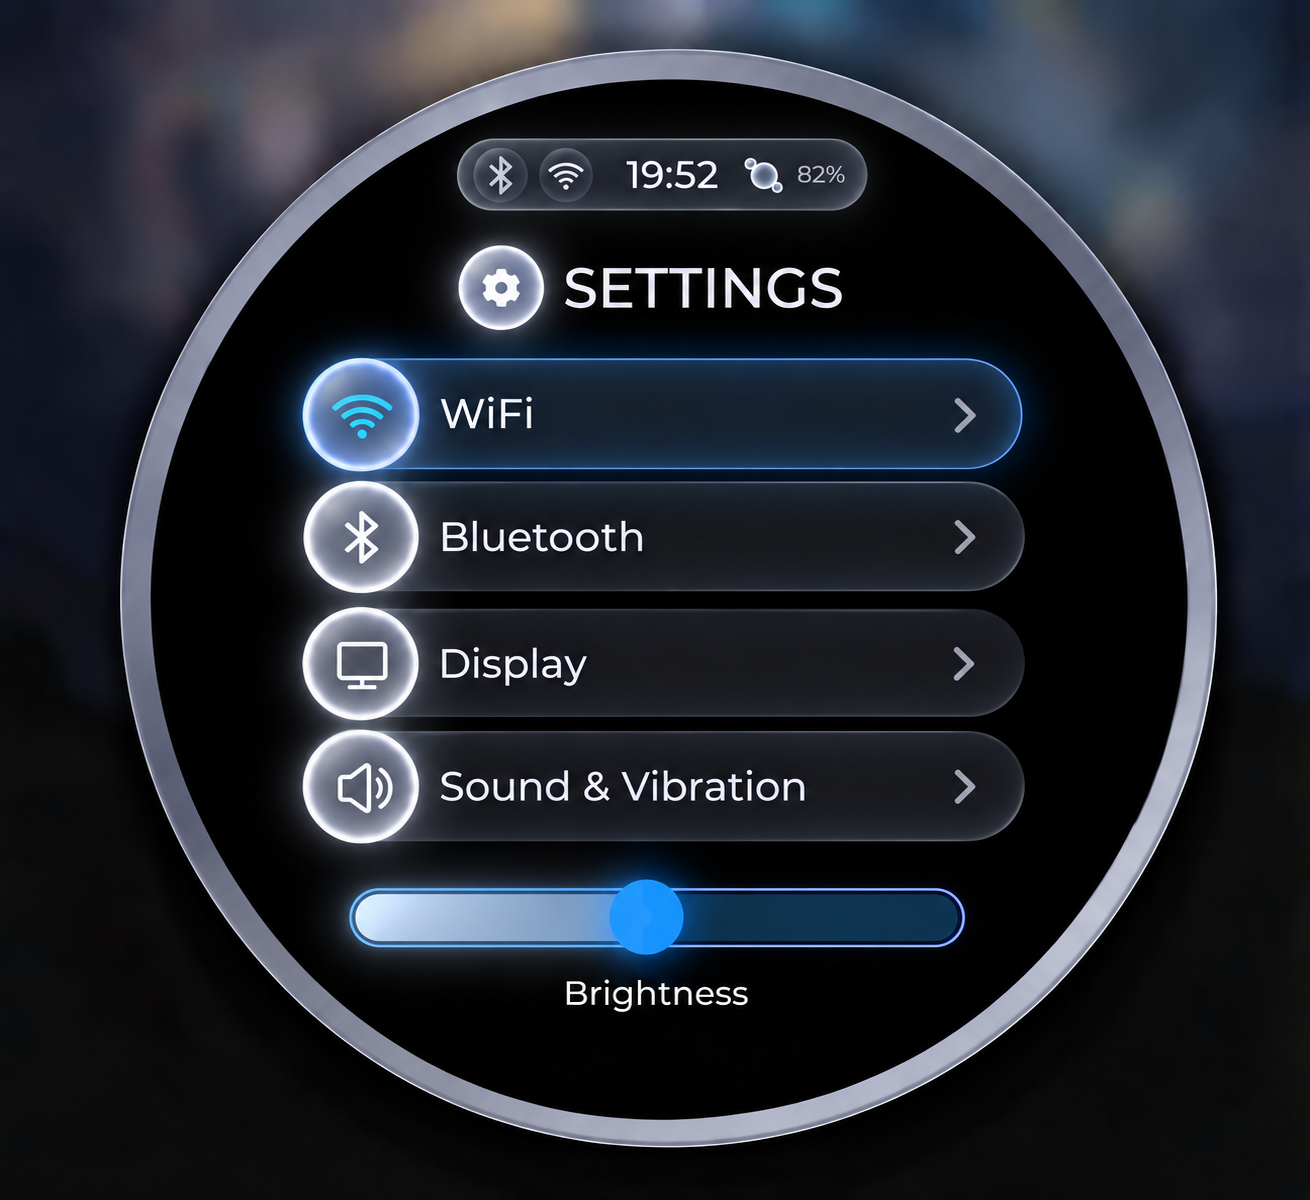 19:52 82%
SETTINGS
WiFi
Bluetooth
Display
Sound & Vibration
Brightness